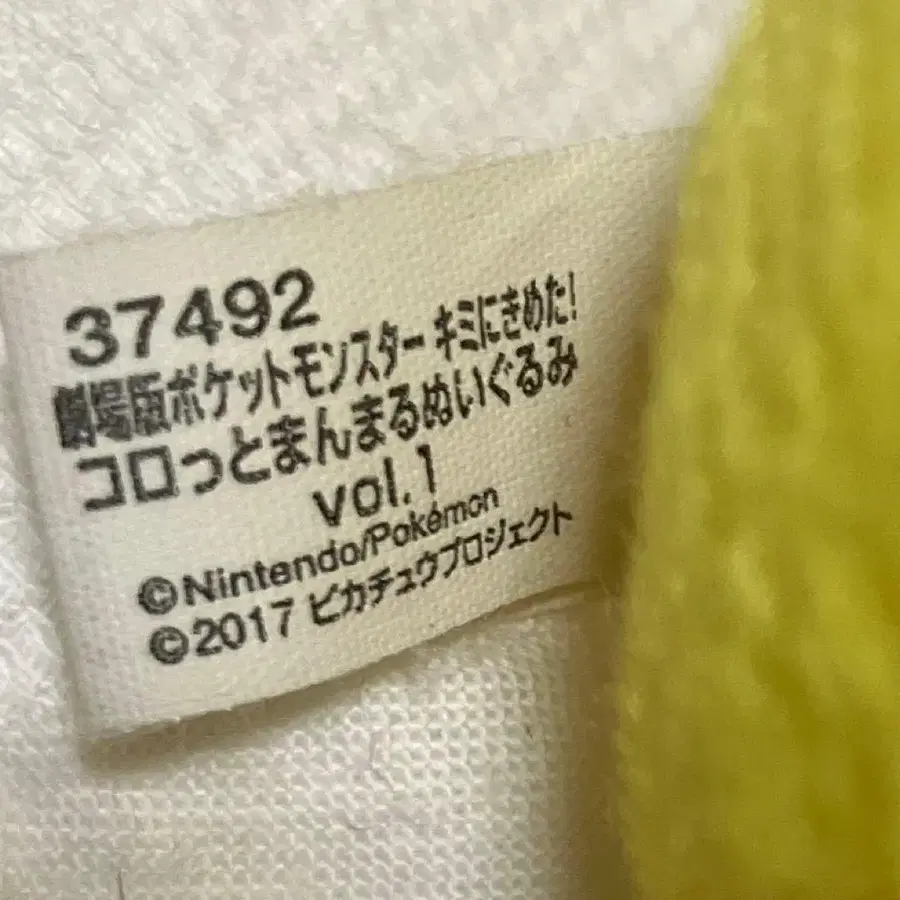 37492
劇場版ポケットモンスター キミにきめた!
コロっとまんまるぬいぐるみ
vol.1
©Nintendo/Pokémon
©2017 ピカチュウプロジェクト